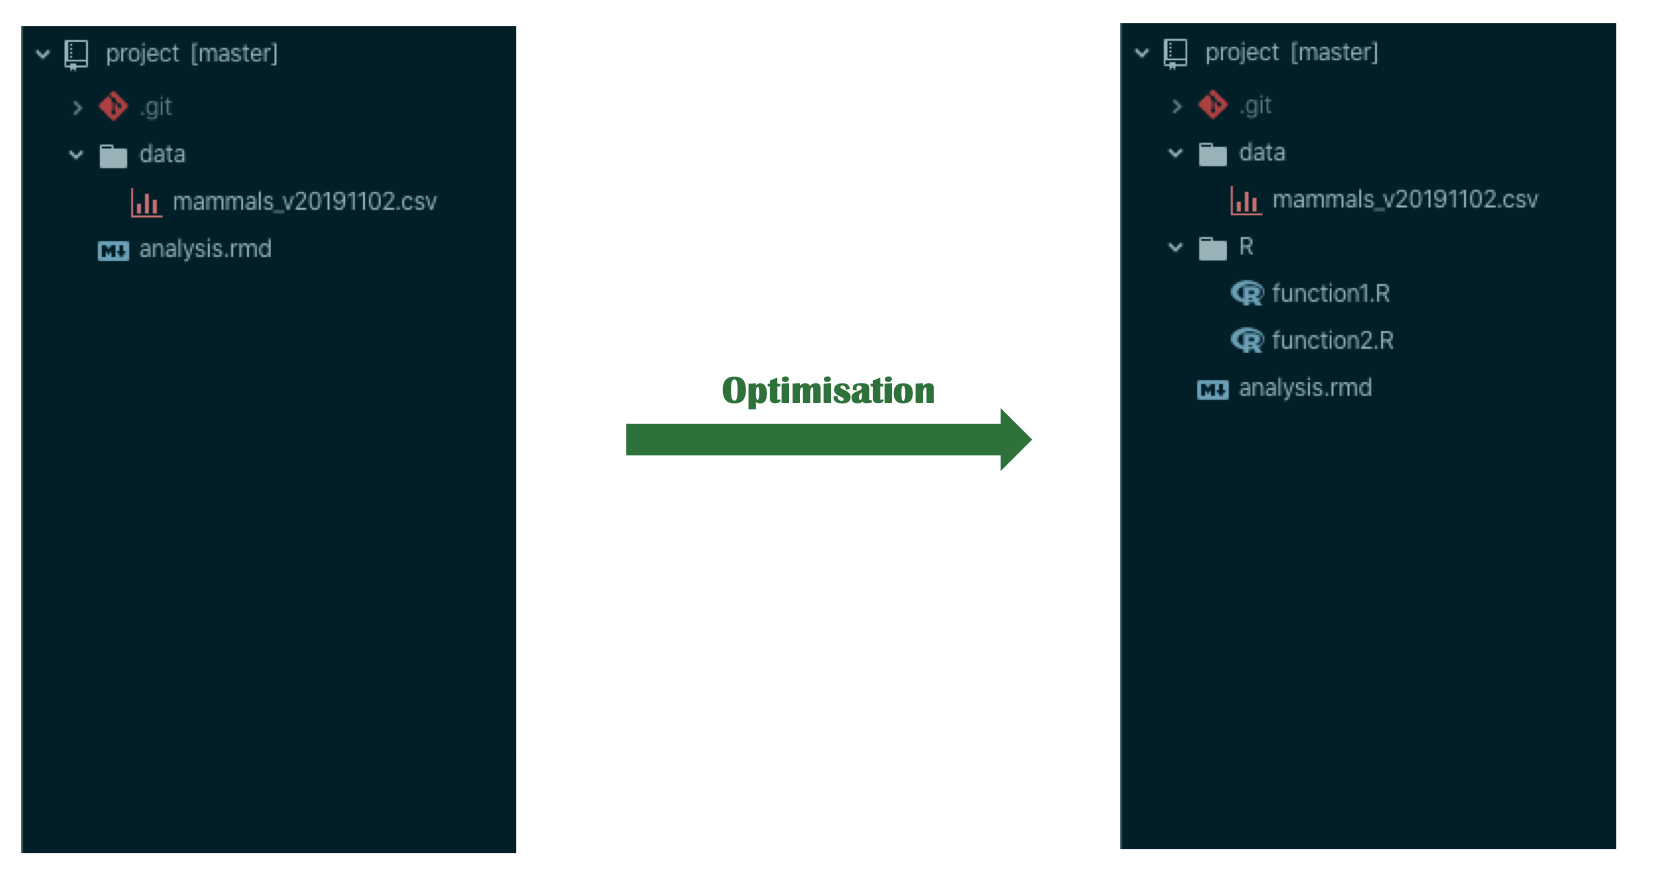 project [master]
.git
data
mammals_v20191102.csv
analysis.rmd
Optimisation
project [master]
.git
data
mammals_v20191102.csv
R
function1.R
function2.R
analysis.rmd